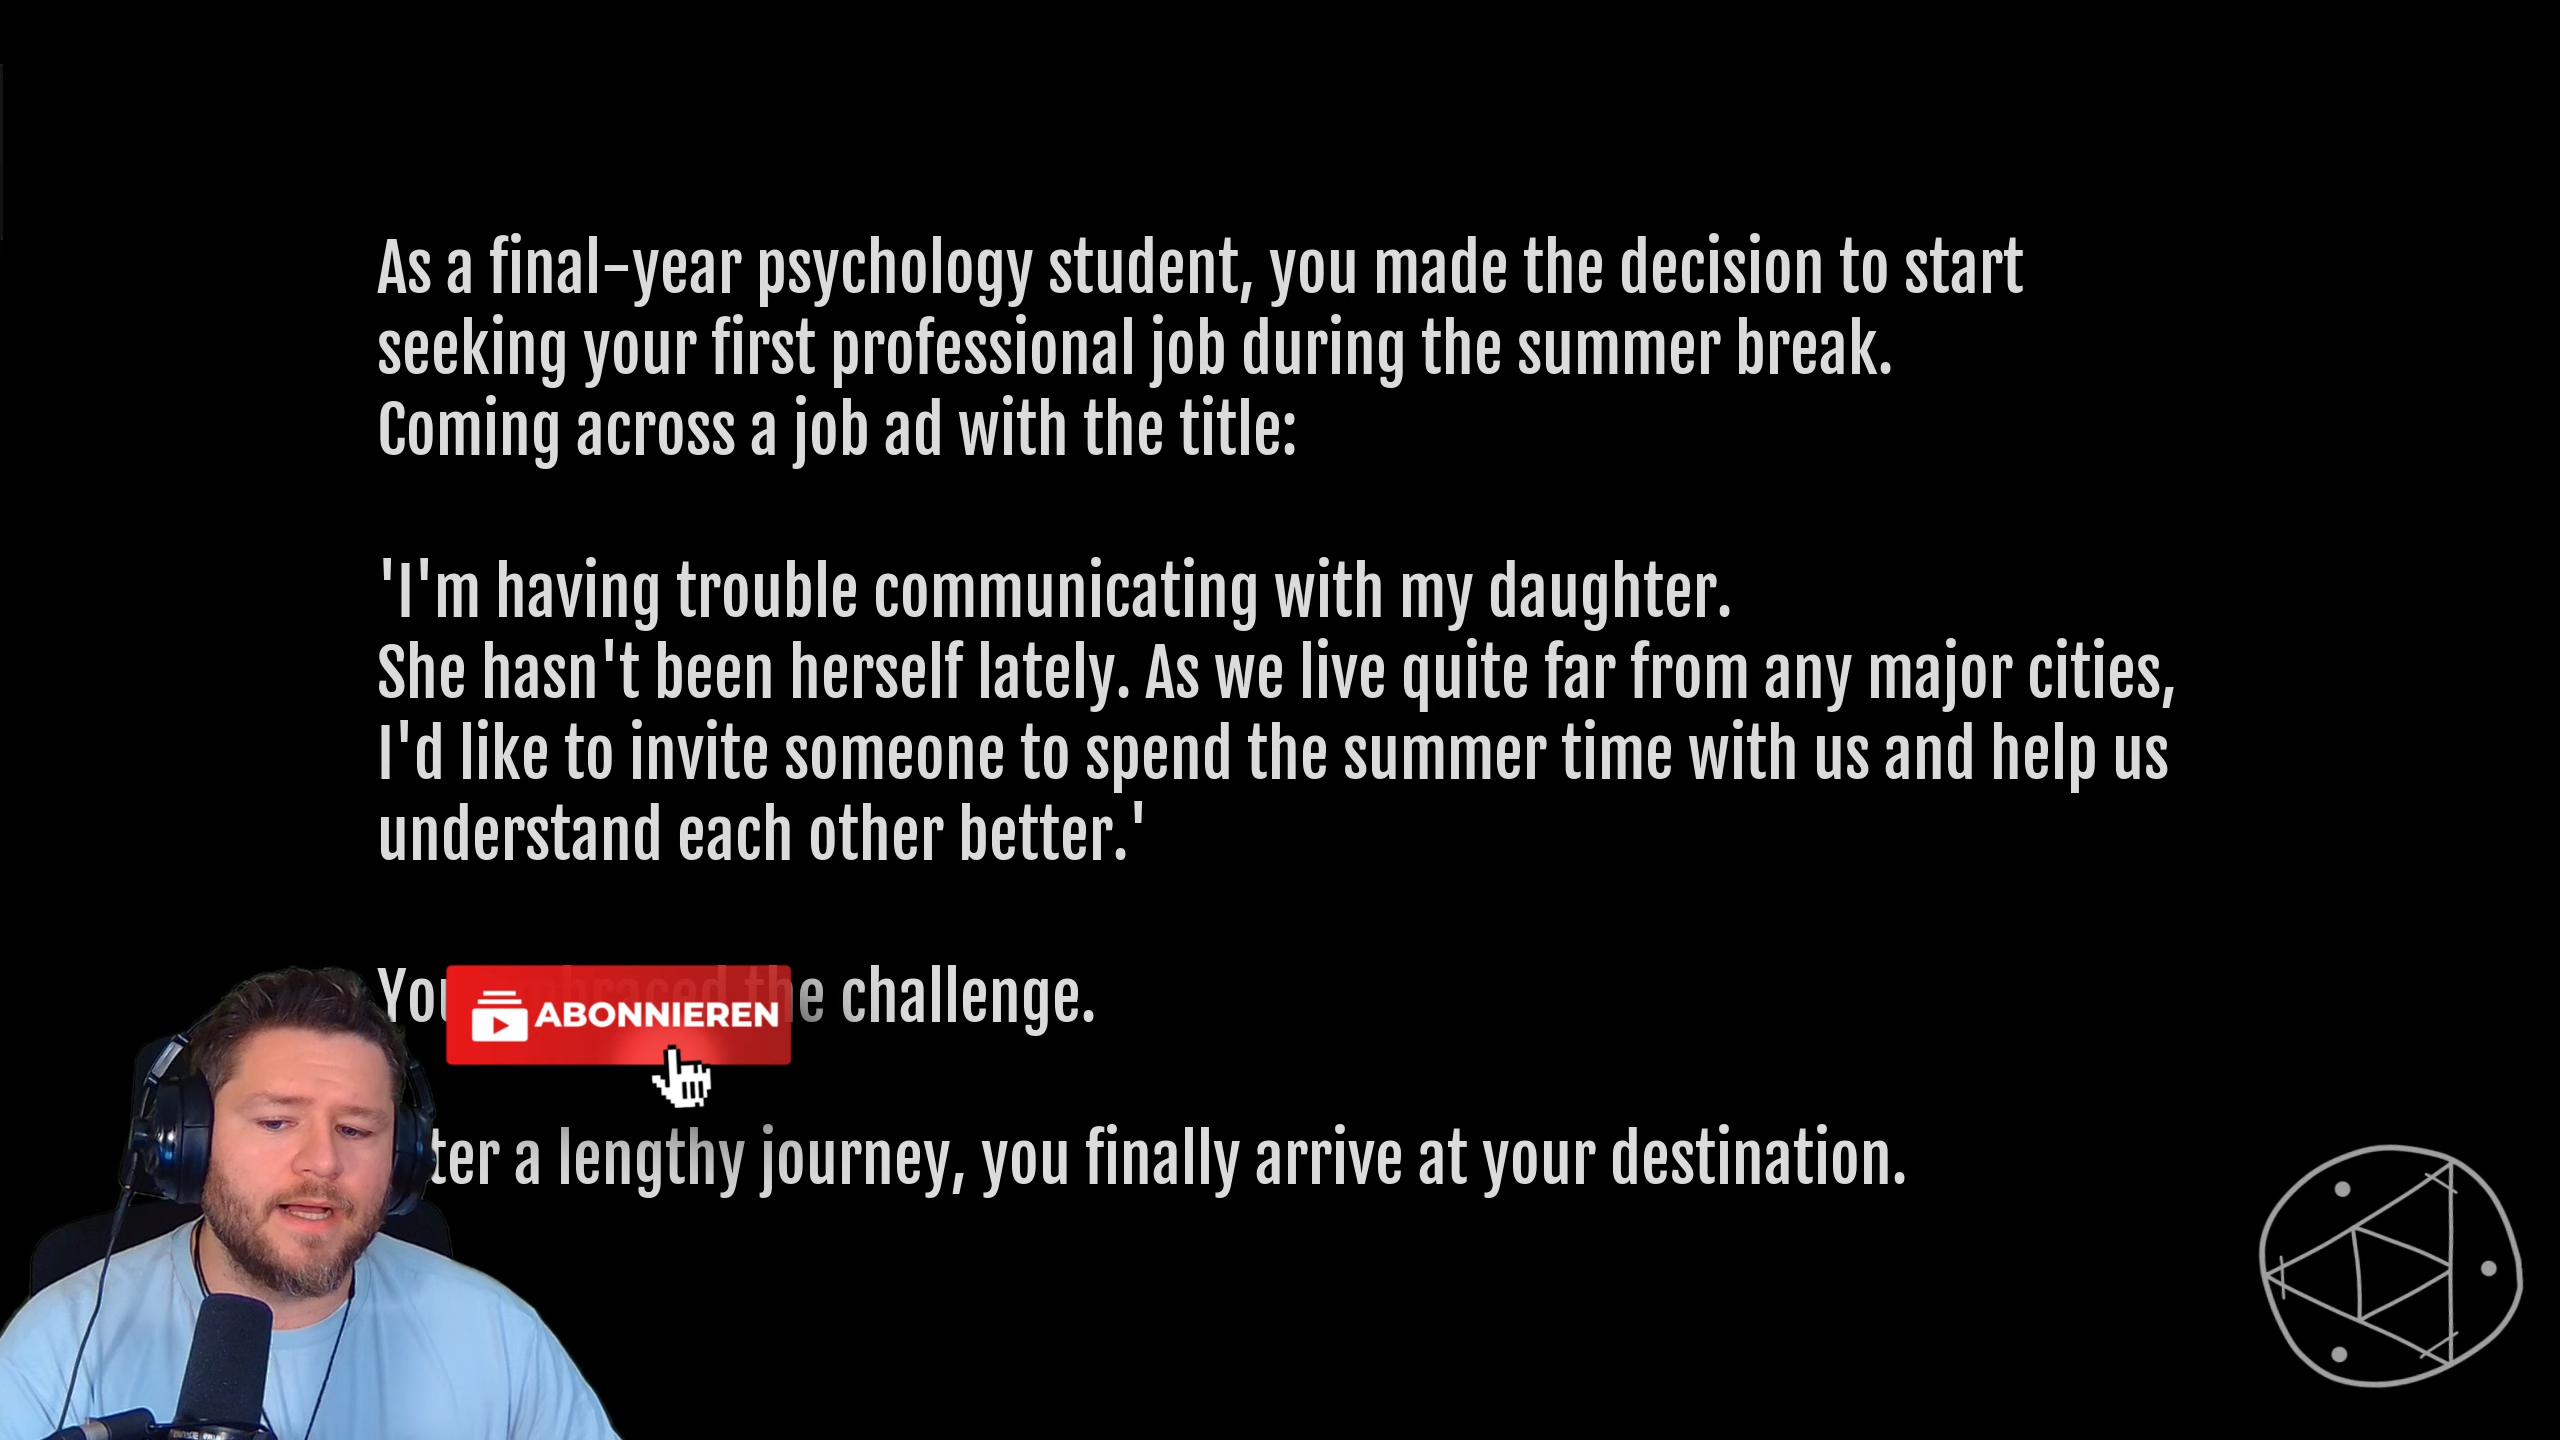 As a final-year psychology student, you made the decision to start
seeking your first professional job during the summer break.
Coming across a job ad with the title:
'I'm having trouble communicating with my daughter.
She hasn't been herself lately. As we live quite far from any major cities,
I'd like to invite someone to spend the summer time with us and help us
understand each other better.'
You embraced the challenge.
ABONNIEREN
ter a lengthy journey, you finally arrive at your destination.